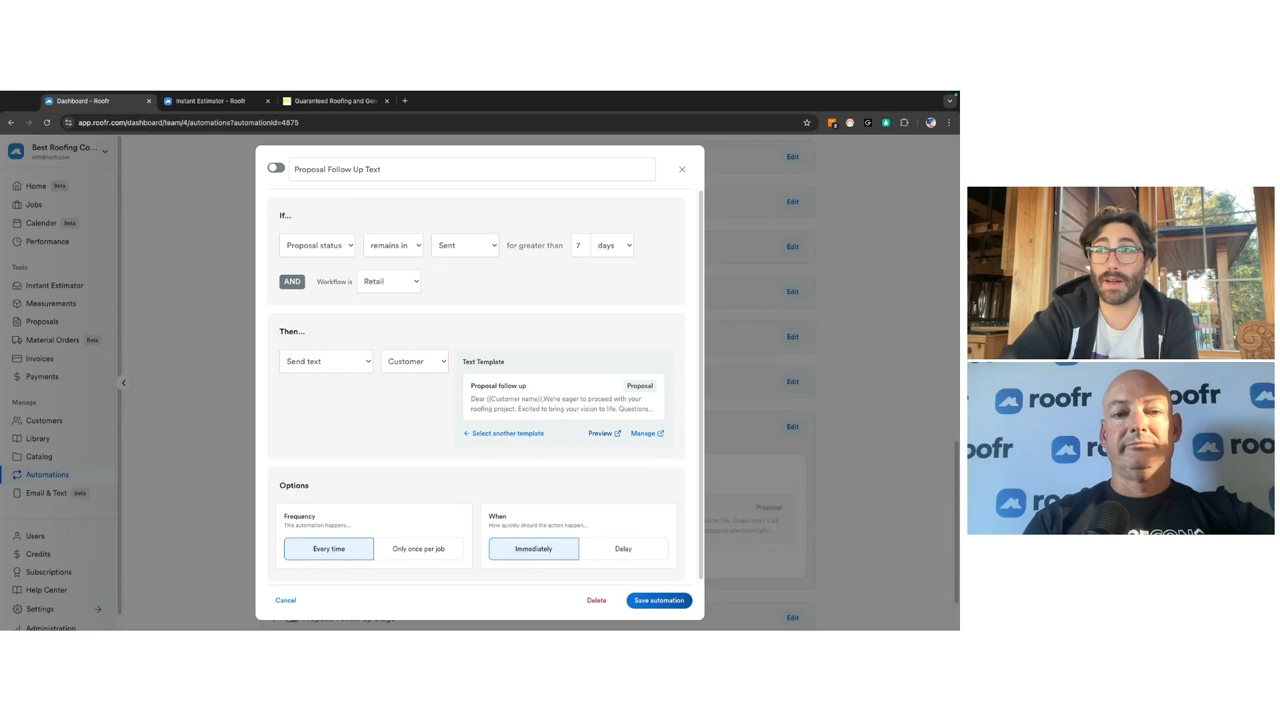 Dashboard - Roofr
Instant Estimator - Roofr
Guaranteed Roofing and Gen
app.roofr.com/dashboard/team/4/automations?automationId=4875
Best Roofing Co...
Home Beta
Jobs
Calendar Beta
Performance
Tools
Instant Estimator
Measurements
Proposals
Material Orders Beta
Invoices
Payments
Manage
Customers
Library
Catalog
Automations
Email & Text Beta
Users
Credits
Subscriptions
Help Center
Settings
Administration
Proposal Follow Up Text
If...
Proposal status remains in Sent for greater than 7 days
AND Workflow is Retail
Then...
Send text Customer
Text Template
Proposal follow up Proposal
Dear {{Customer name}},We're eager to proceed with your
roofing project. Excited to bring your vision to life. Questions...
Select another template Preview Manage
Options
Frequency
This automation happens...
Every time Only once per job
When
How quickly should the action happen...
Immediately Delay
Cancel Delete Save automation
Edit
Edit
Edit
Edit
Edit
Edit
Edit
Proposal
on to life. Questions? Call
Edit
roofr
roofr
roofr